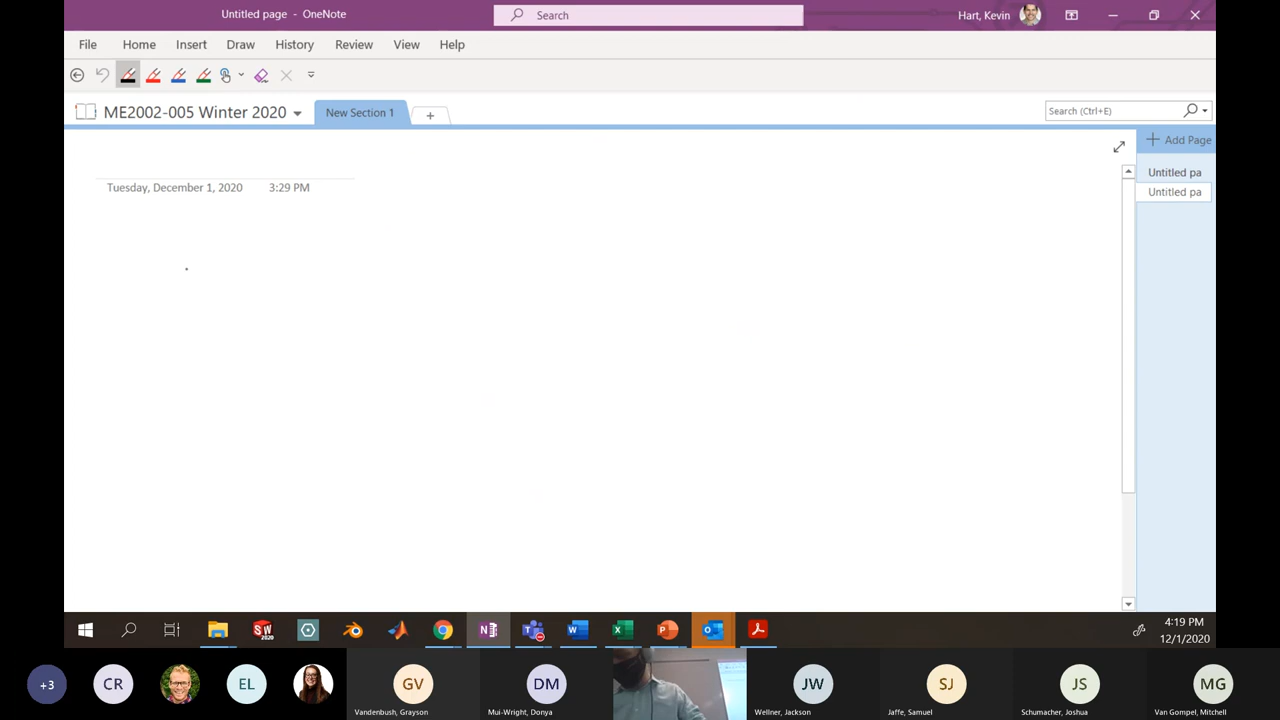 Untitled page - OneNote
Search
Hart, Kevin
File Home Insert Draw History Review View Help
ME2002-005 Winter 2020
New Section 1
+
Search (Ctrl+E)
Add Page
Untitled pa
Untitled pa
Tuesday, December 1, 2020 3:29 PM
SW 2020
4:19 PM
12/1/2020
+3
CR
EL
GV
Vandenbush, Grayson
DM
Mui-Wright, Donya
JW
Wellner, Jackson
SJ
Jaffe, Samuel
JS
Schumacher, Joshua
MG
Van Gompel, Mitchell